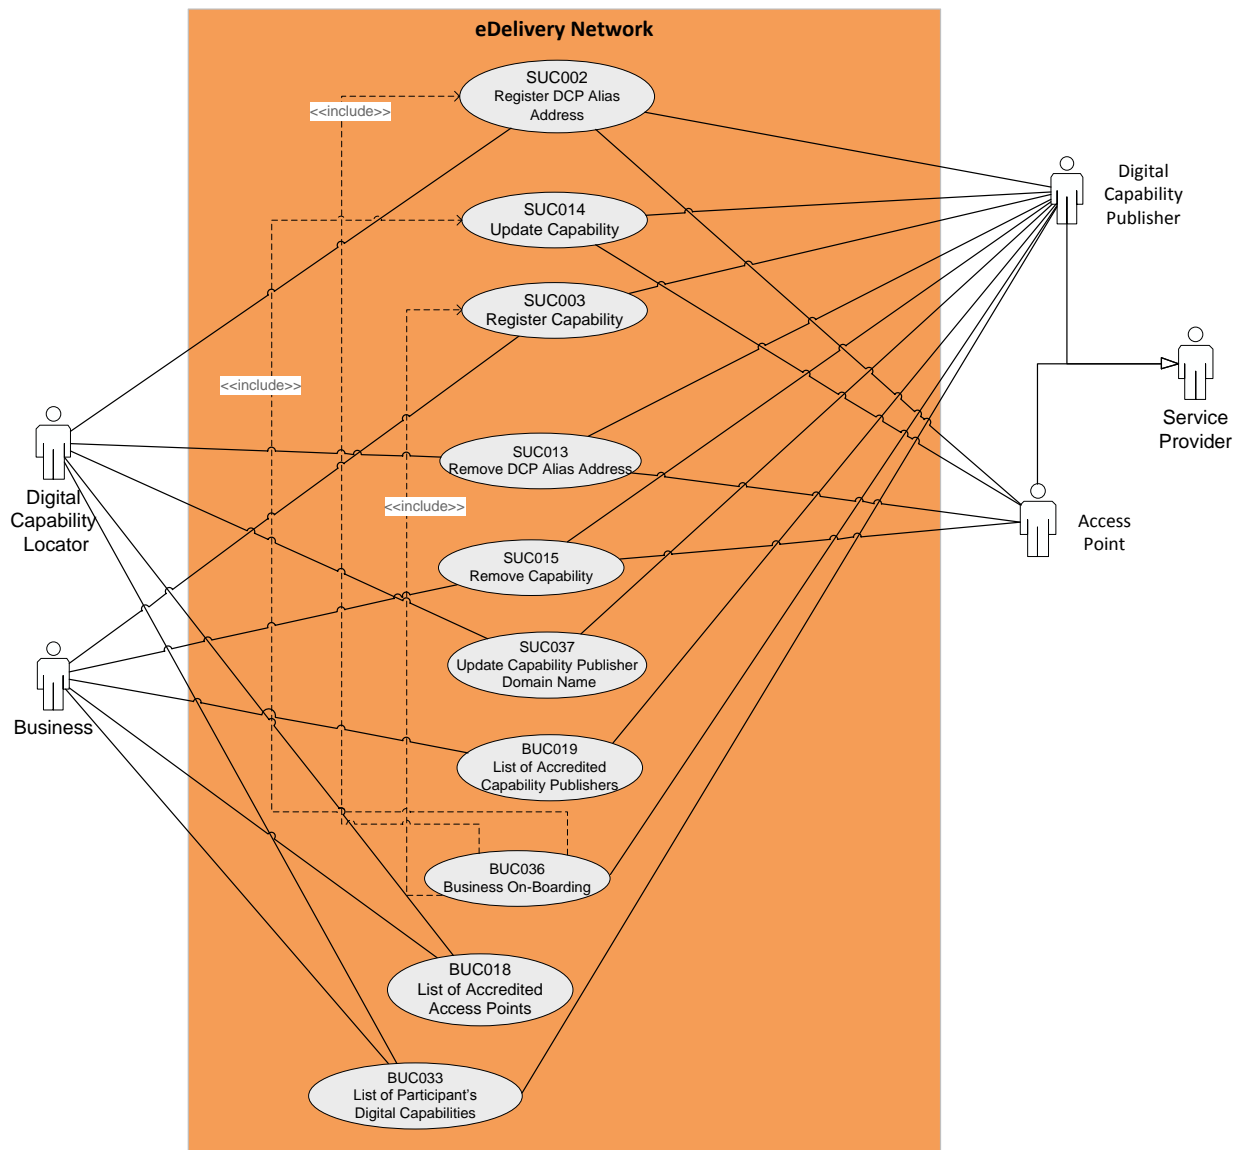 eDelivery Network
SUC002
Register DCP Alias
Address
<<include>>
Digital
Capability
Publisher
SUC014
Update Capability
SUC003
Register Capability
<<include>>
Service
Provider
SUC013
Remove DCP Alias Address
Digital
Capability
Locator
<<include>>
Access
Point
SUC015
Remove Capability
SUC037
Update Capability Publisher
Domain Name
Business
BUC019
List of Accredited
Capability Publishers
BUC036
Business On-Boarding
BUC018
List of Accredited
Access Points
BUC033
List of Participant's
Digital Capabilities